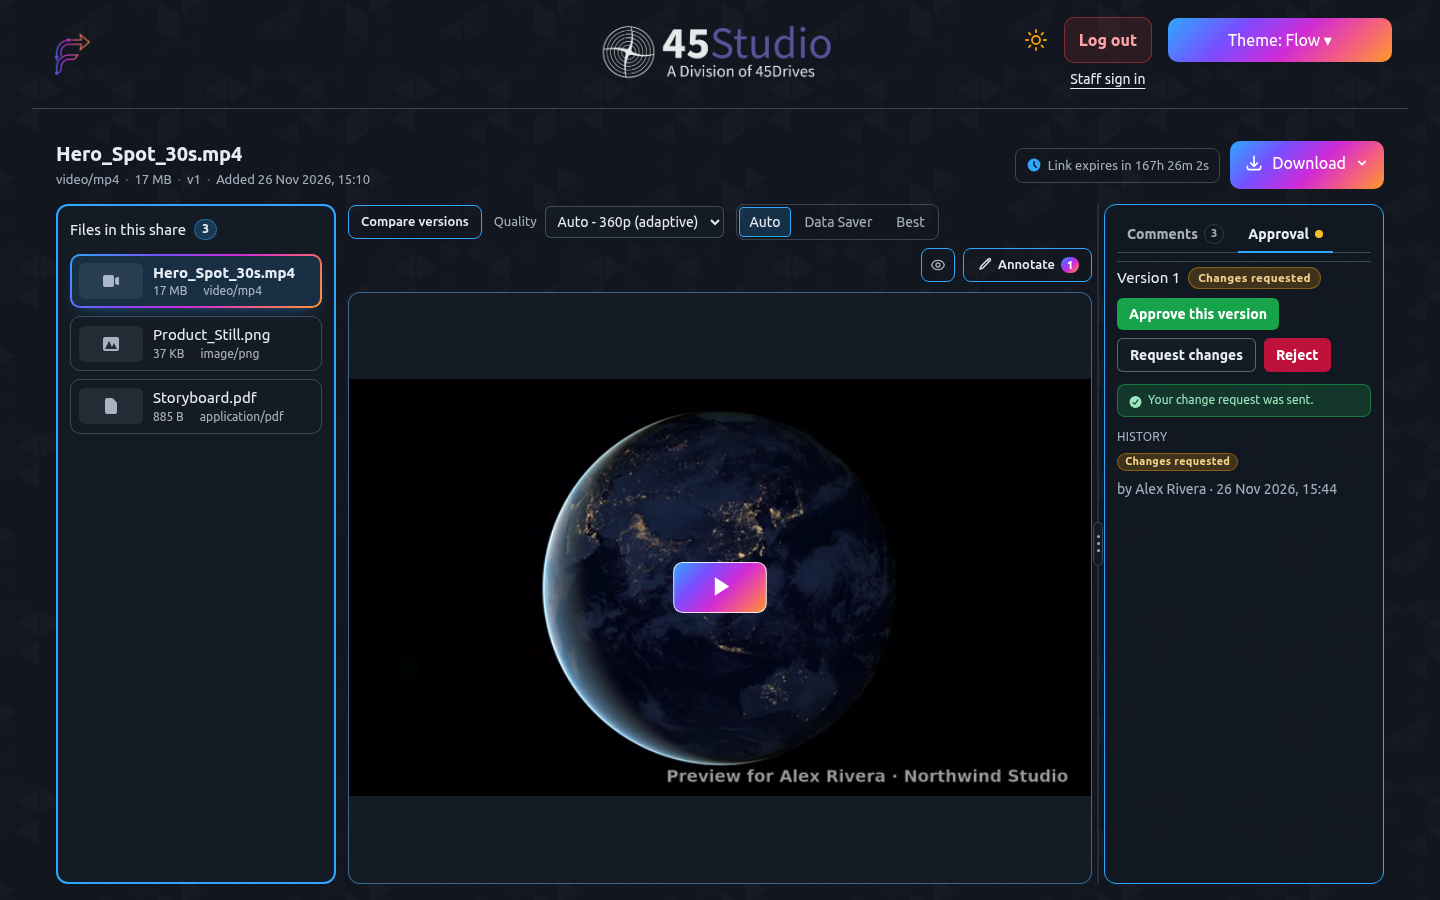 45Studio
A Division of 45Drives
Log out
Staff sign in
Theme: Flow ▾
Hero_Spot_30s.mp4
video/mp4 · 17 MB · v1 · Added 26 Nov 2026, 15:10
Link expires in 167h 26m 2s
Download
Files in this share 3
Hero_Spot_30s.mp4
17 MB video/mp4
Product_Still.png
37 KB image/png
Storyboard.pdf
885 B application/pdf
Compare versions
Quality
Auto - 360p (adaptive)
Auto
Data Saver
Best
Annotate 1
Preview for Alex Rivera · Northwind Studio
Comments 3
Approval
Version 1 Changes requested
Approve this version
Request changes
Reject
Your change request was sent.
HISTORY
Changes requested
by Alex Rivera · 26 Nov 2026, 15:44